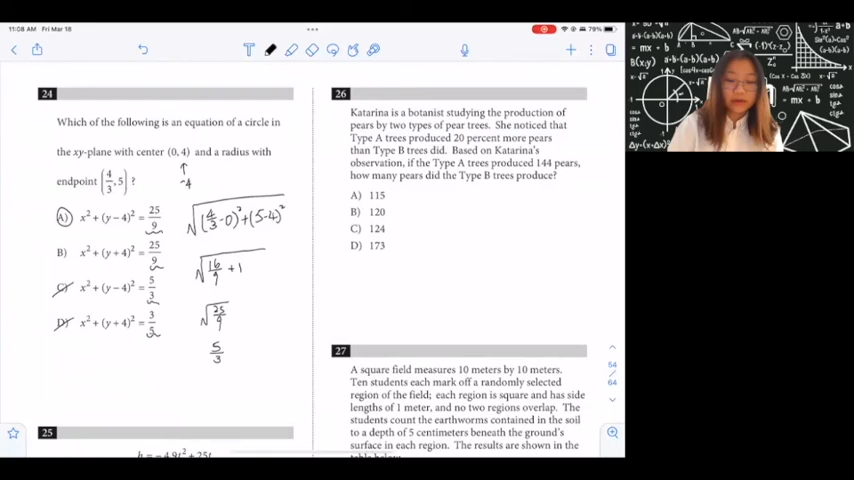 11:08 AM Fri Mar 18
79%
24
Which of the following is an equation of a circle in
the xy-plane with center (0, 4) and a radius with
endpoint (4/3, 5) ?
-4
A) x² + (y − 4)² = 25/9
B) x² + (y + 4)² = 25/9
C) x² + (y − 4)² = 5/3
D) x² + (y + 4)² = 3/5
√(4/3-0)²+(5-4)²
√16/9 +1
√25/9
5/3
25
h = −4.9t² + 25t
26
Katarina is a botanist studying the production of
pears by two types of pear trees. She noticed that
Type A trees produced 20 percent more pears
than Type B trees did. Based on Katarina's
observation, if the Type A trees produced 144 pears,
how many pears did the Type B trees produce?
A) 115
B) 120
C) 124
D) 173
27
A square field measures 10 meters by 10 meters.
Ten students each mark off a randomly selected
region of the field; each region is square and has side
lengths of 1 meter, and no two regions overlap. The
students count the earthworms contained in the soil
to a depth of 5 centimeters beneath the ground's
surface in each region. The results are shown in the
table below.
54
64